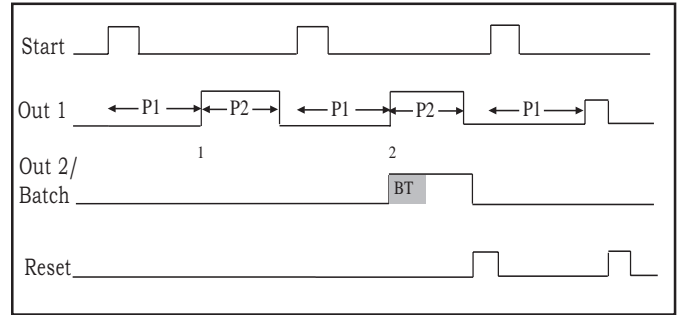 Start
Out 1
P1 P2 P1 P2 P1
1 2
Out 2/
Batch
BT
Reset